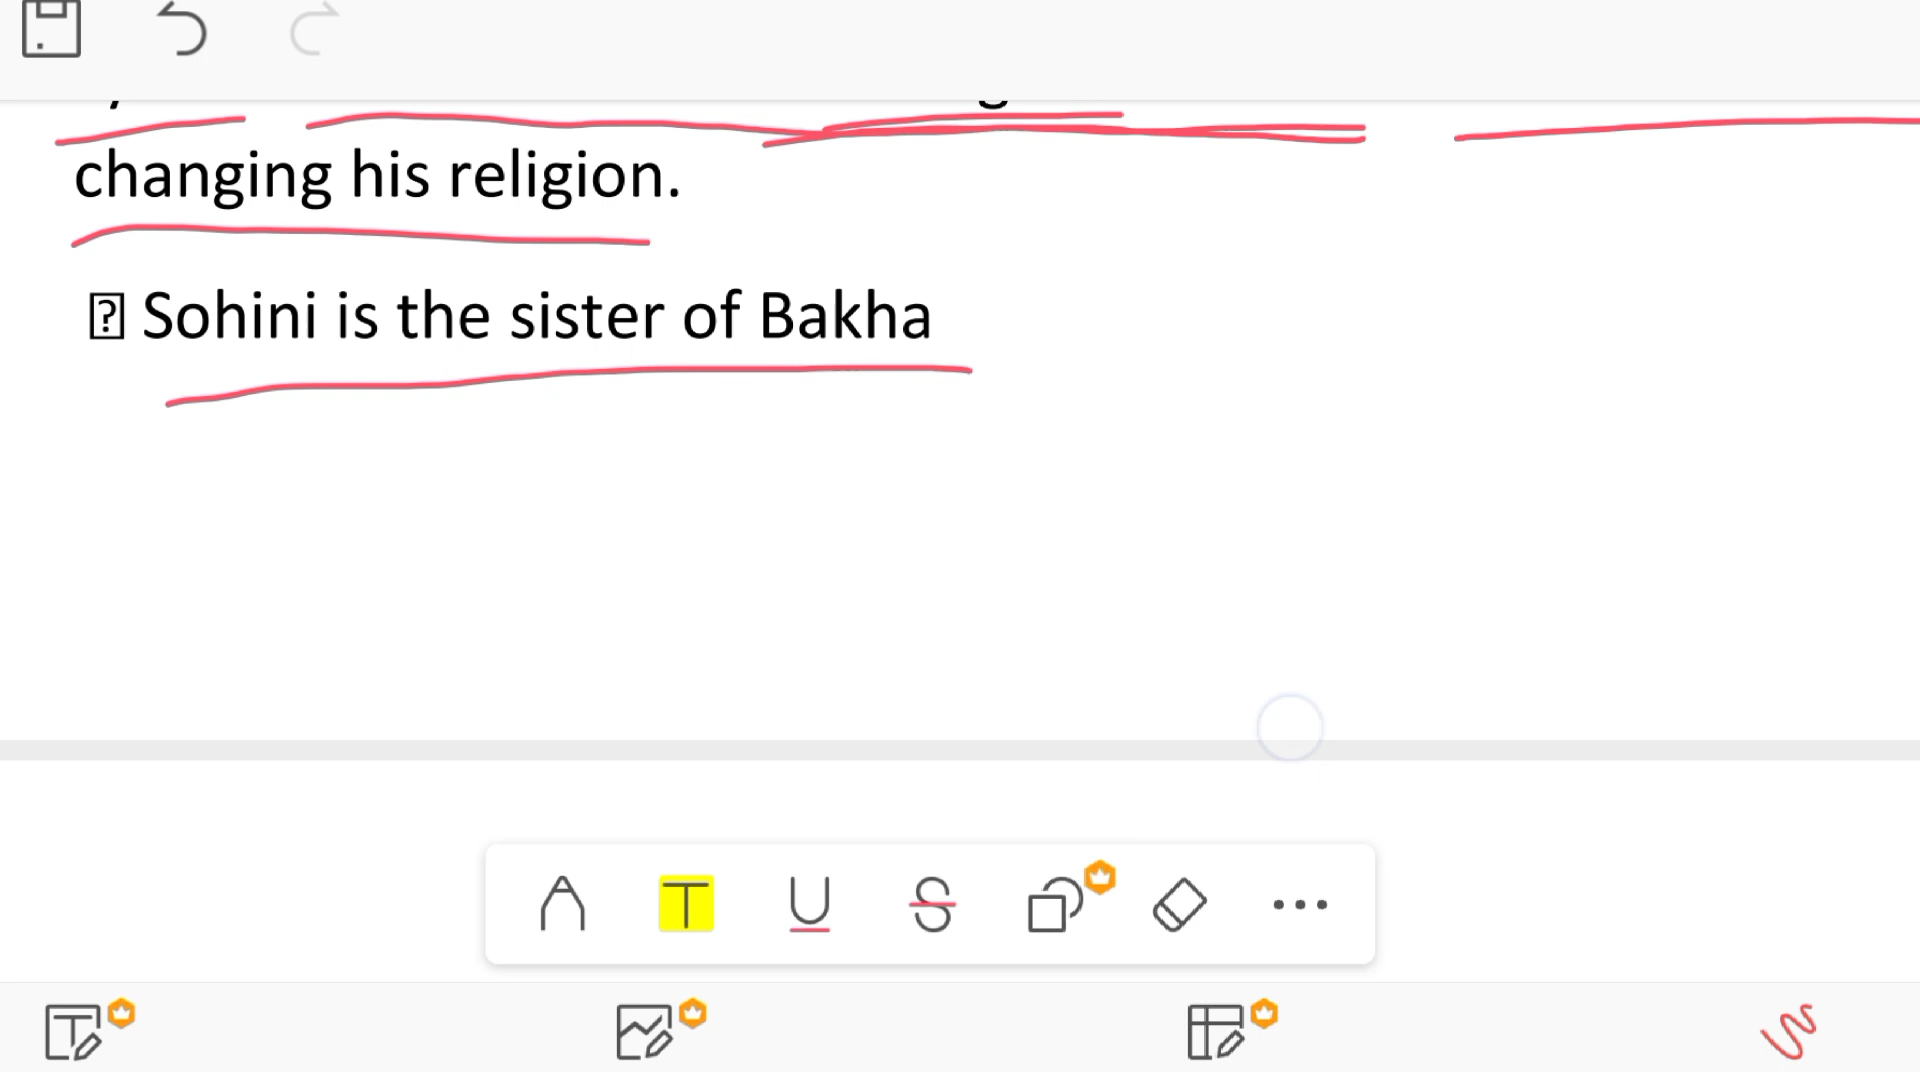 changing his religion.
Sohini is the sister of Bakha